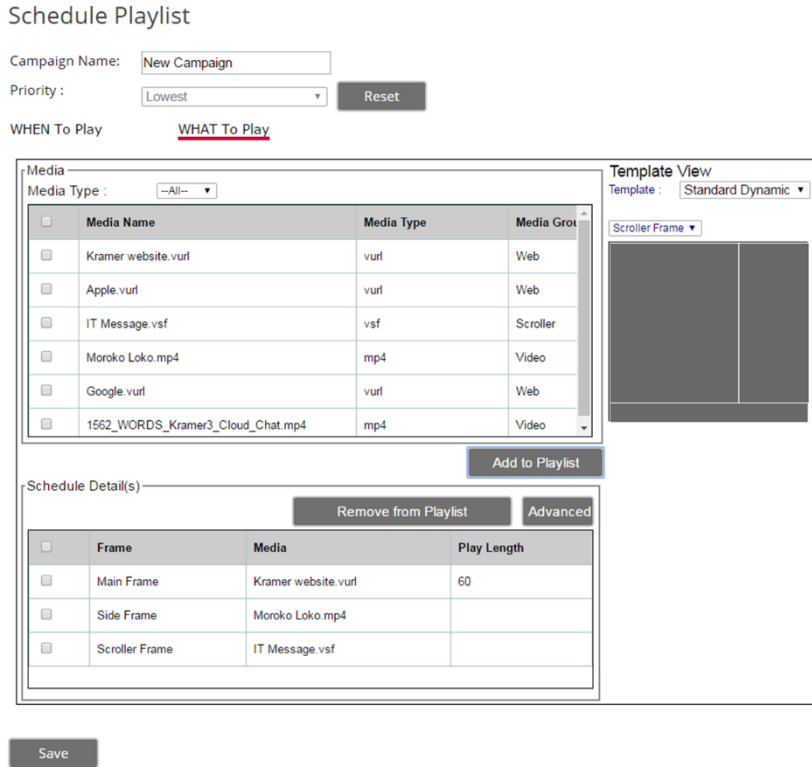 Schedule Playlist
Campaign Name: New Campaign
Priority : Lowest Reset
WHEN To Play WHAT To Play
Media
Media Type : --All--
Media Name Media Type Media Grou
Kramer website.vurl vurl Web
Apple.vurl vurl Web
IT Message.vsf vsf Scroller
Moroko Loko.mp4 mp4 Video
Google.vurl vurl Web
1562_WORDS_Kramer3_Cloud_Chat.mp4 mp4 Video
Template View
Template : Standard Dynamic
Scroller Frame
Add to Playlist
Schedule Detail(s)
Remove from Playlist Advanced
Frame Media Play Length
Main Frame Kramer website.vurl 60
Side Frame Moroko Loko.mp4
Scroller Frame IT Message.vsf
Save